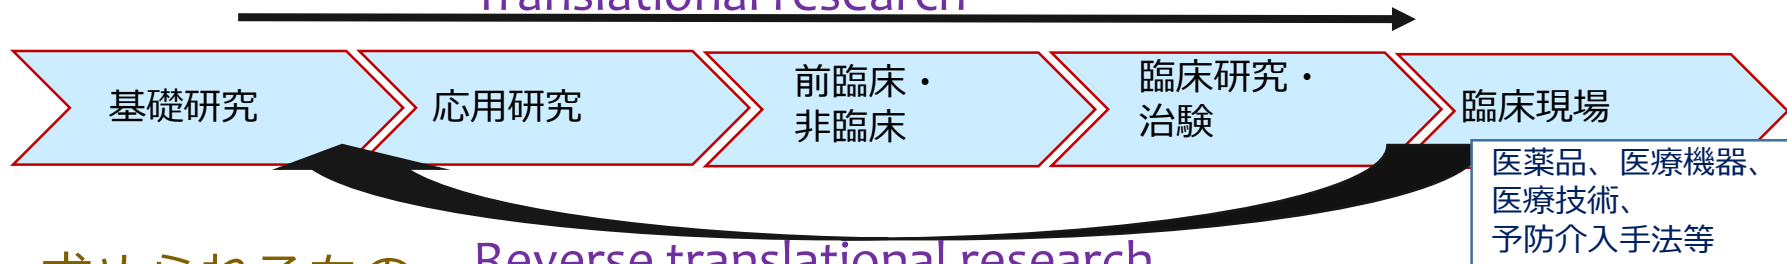 Translational research
基礎研究
応用研究
前臨床・
非臨床
臨床研究・
治験
臨床現場
医薬品、医療機器、
医療技術、
予防介入手法等
Reverse translational research